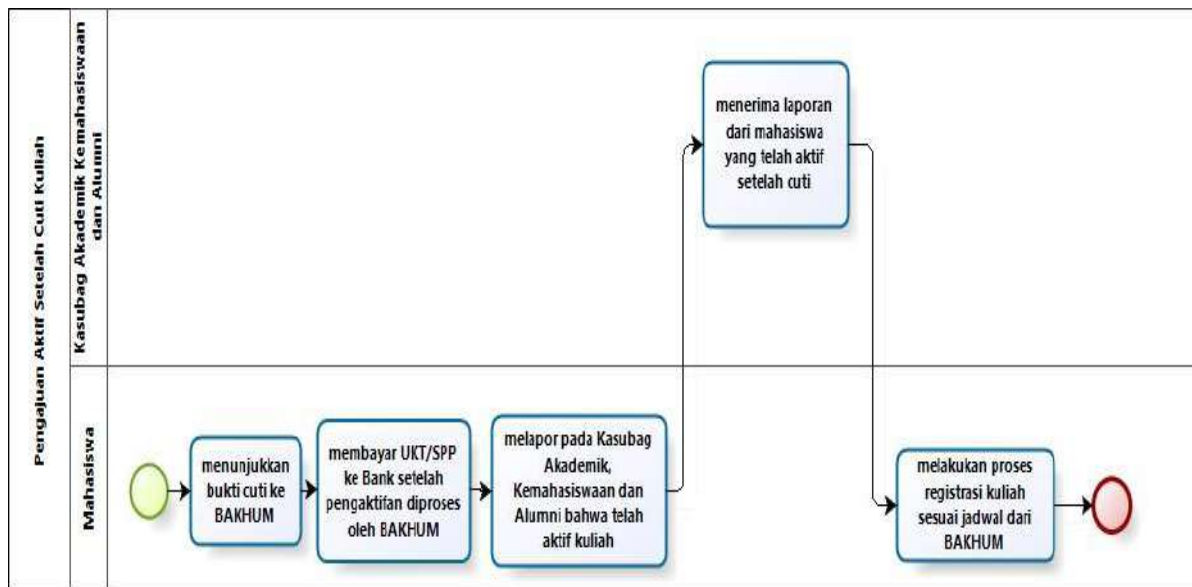 Pengajuan Aktif Setelah Cuti Kuliah
Kasubag Akademik Kemahasiswaan
dan Alumni
menerima laporan
dari mahasiswa
yang telah aktif
setelah cuti
Mahasiswa
menunjukkan
bukti cuti ke
BAKHUM
membayar UKT/SPP
ke Bank setelah
pengaktifan diproses
oleh BAKHUM
melapor pada Kasubag
Akademik,
Kemahasiswaan dan
Alumni bahwa telah
aktif kuliah
melakukan proses
registrasi kuliah
sesuai jadwal dari
BAKHUM